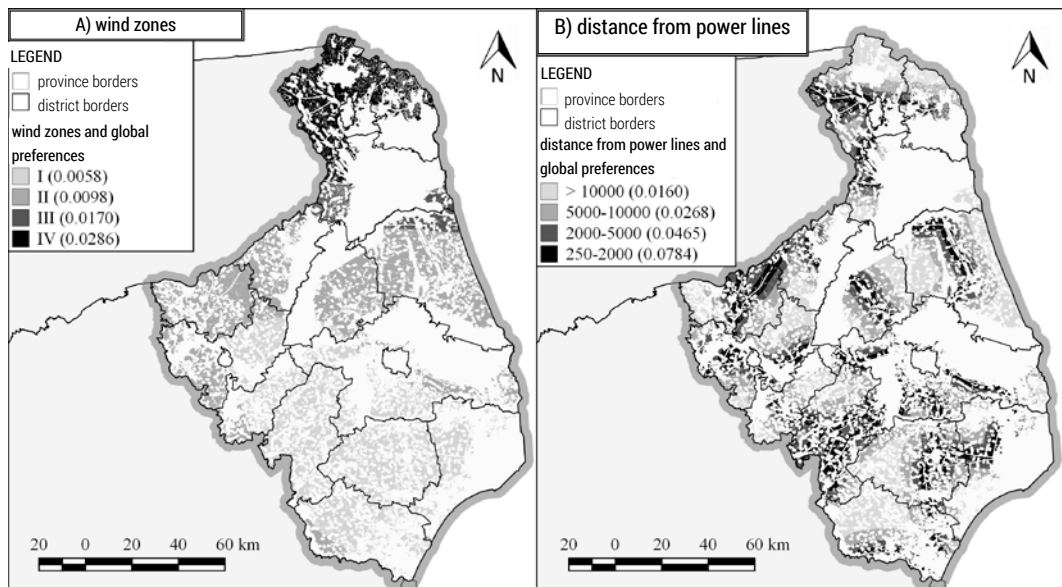 A) wind zones
LEGEND
province borders
district borders
wind zones and global
preferences
I (0.0058)
II (0.0098)
III (0.0170)
IV (0.0286)
N
20 0 20 40 60 km
B) distance from power lines
LEGEND
province borders
district borders
distance from power lines and
global preferences
> 10000 (0.0160)
5000-10000 (0.0268)
2000-5000 (0.0465)
250-2000 (0.0784)
N
20 0 20 40 60 km